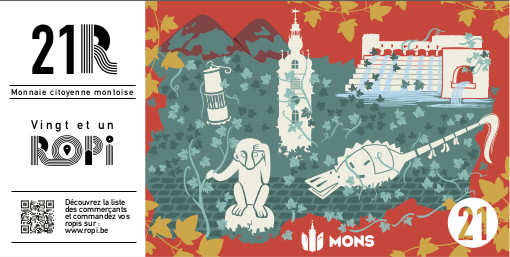 21R
Monnaie citoyenne montoise
Vingt et un
ROPi
Découvrez la liste
des commerçants
et commandez vos
ropis sur :
www.ropi.be
MONS
21